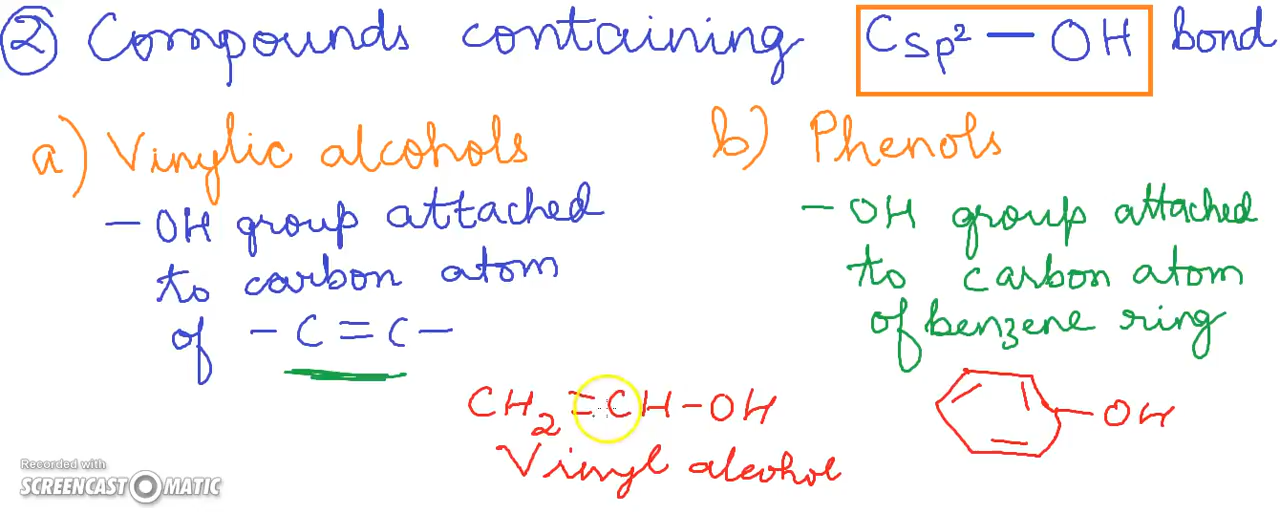 ② Compounds containing Csp² — OH bond
a) Vinylic alcohols
- OH group attached
to carbon atom
of - C = C -
b) Phenols
- OH group attached
to carbon atom
of benzene ring
CH₂ = CH - OH
Vinyl alcohol
- OH
Recorded with
SCREENCAST-O-MATIC